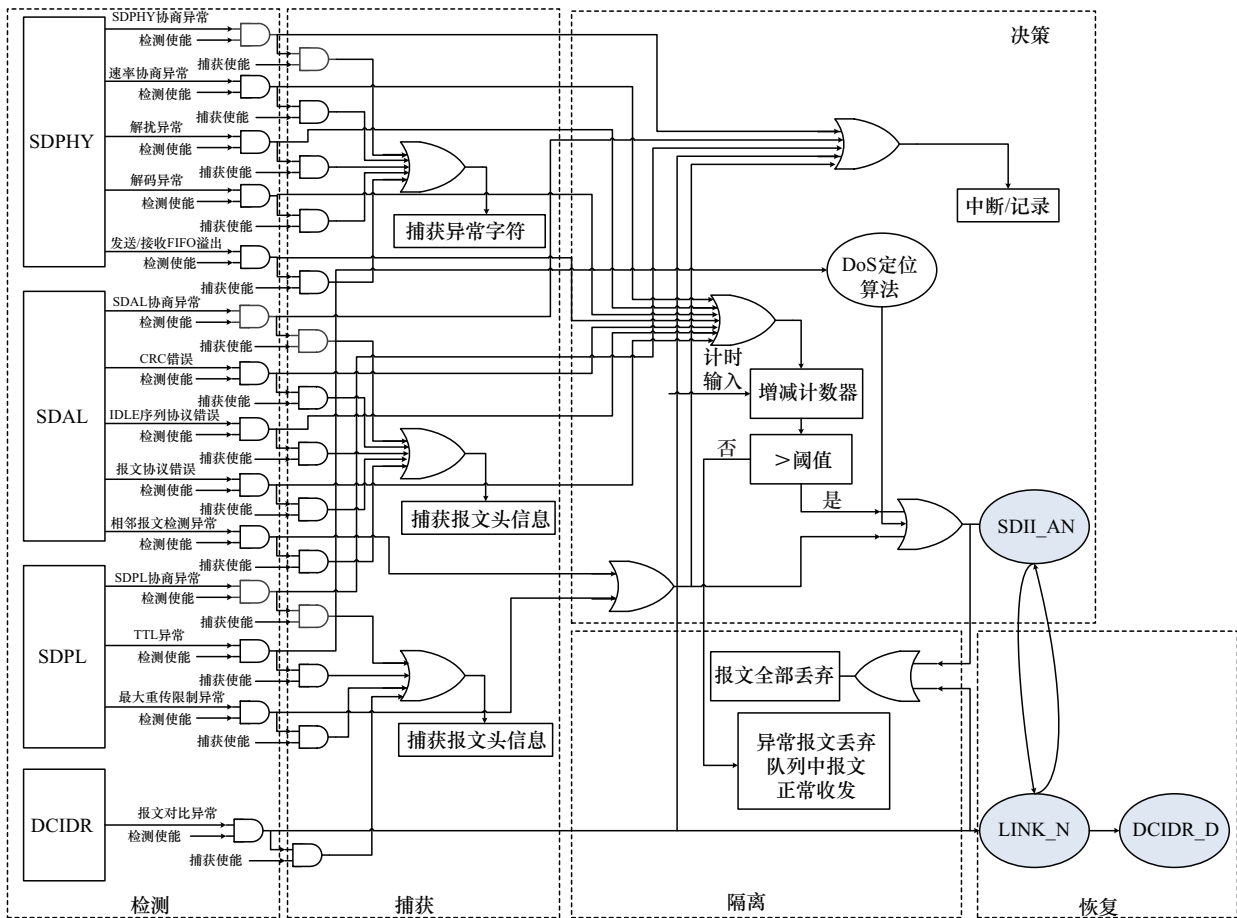 SDPHY协商异常
检测使能
捕获使能
速率协商异常
检测使能
捕获使能
解扰异常
检测使能
捕获使能
解码异常
检测使能
捕获使能
发送/接收FIFO溢出
检测使能
捕获使能
SDPHY
捕获异常字符
SDAL协商异常
检测使能
捕获使能
CRC错误
检测使能
捕获使能
IDLE序列协议错误
检测使能
捕获使能
报文协议错误
检测使能
捕获使能
相邻报文检测异常
检测使能
捕获使能
SDAL
捕获报文头信息
SDPL协商异常
检测使能
捕获使能
TTL异常
检测使能
捕获使能
最大重传限制异常
检测使能
捕获使能
SDPL
捕获报文头信息
报文对比异常
检测使能
捕获使能
DCIDR
检测
捕获
决策
中断/记录
DoS定位
算法
计时
输入
增减计数器
>阈值
否
是
SDII_AN
报文全部丢弃
异常报文丢弃
队列中报文
正常收发
隔离
LINK_N
DCIDR_D
恢复